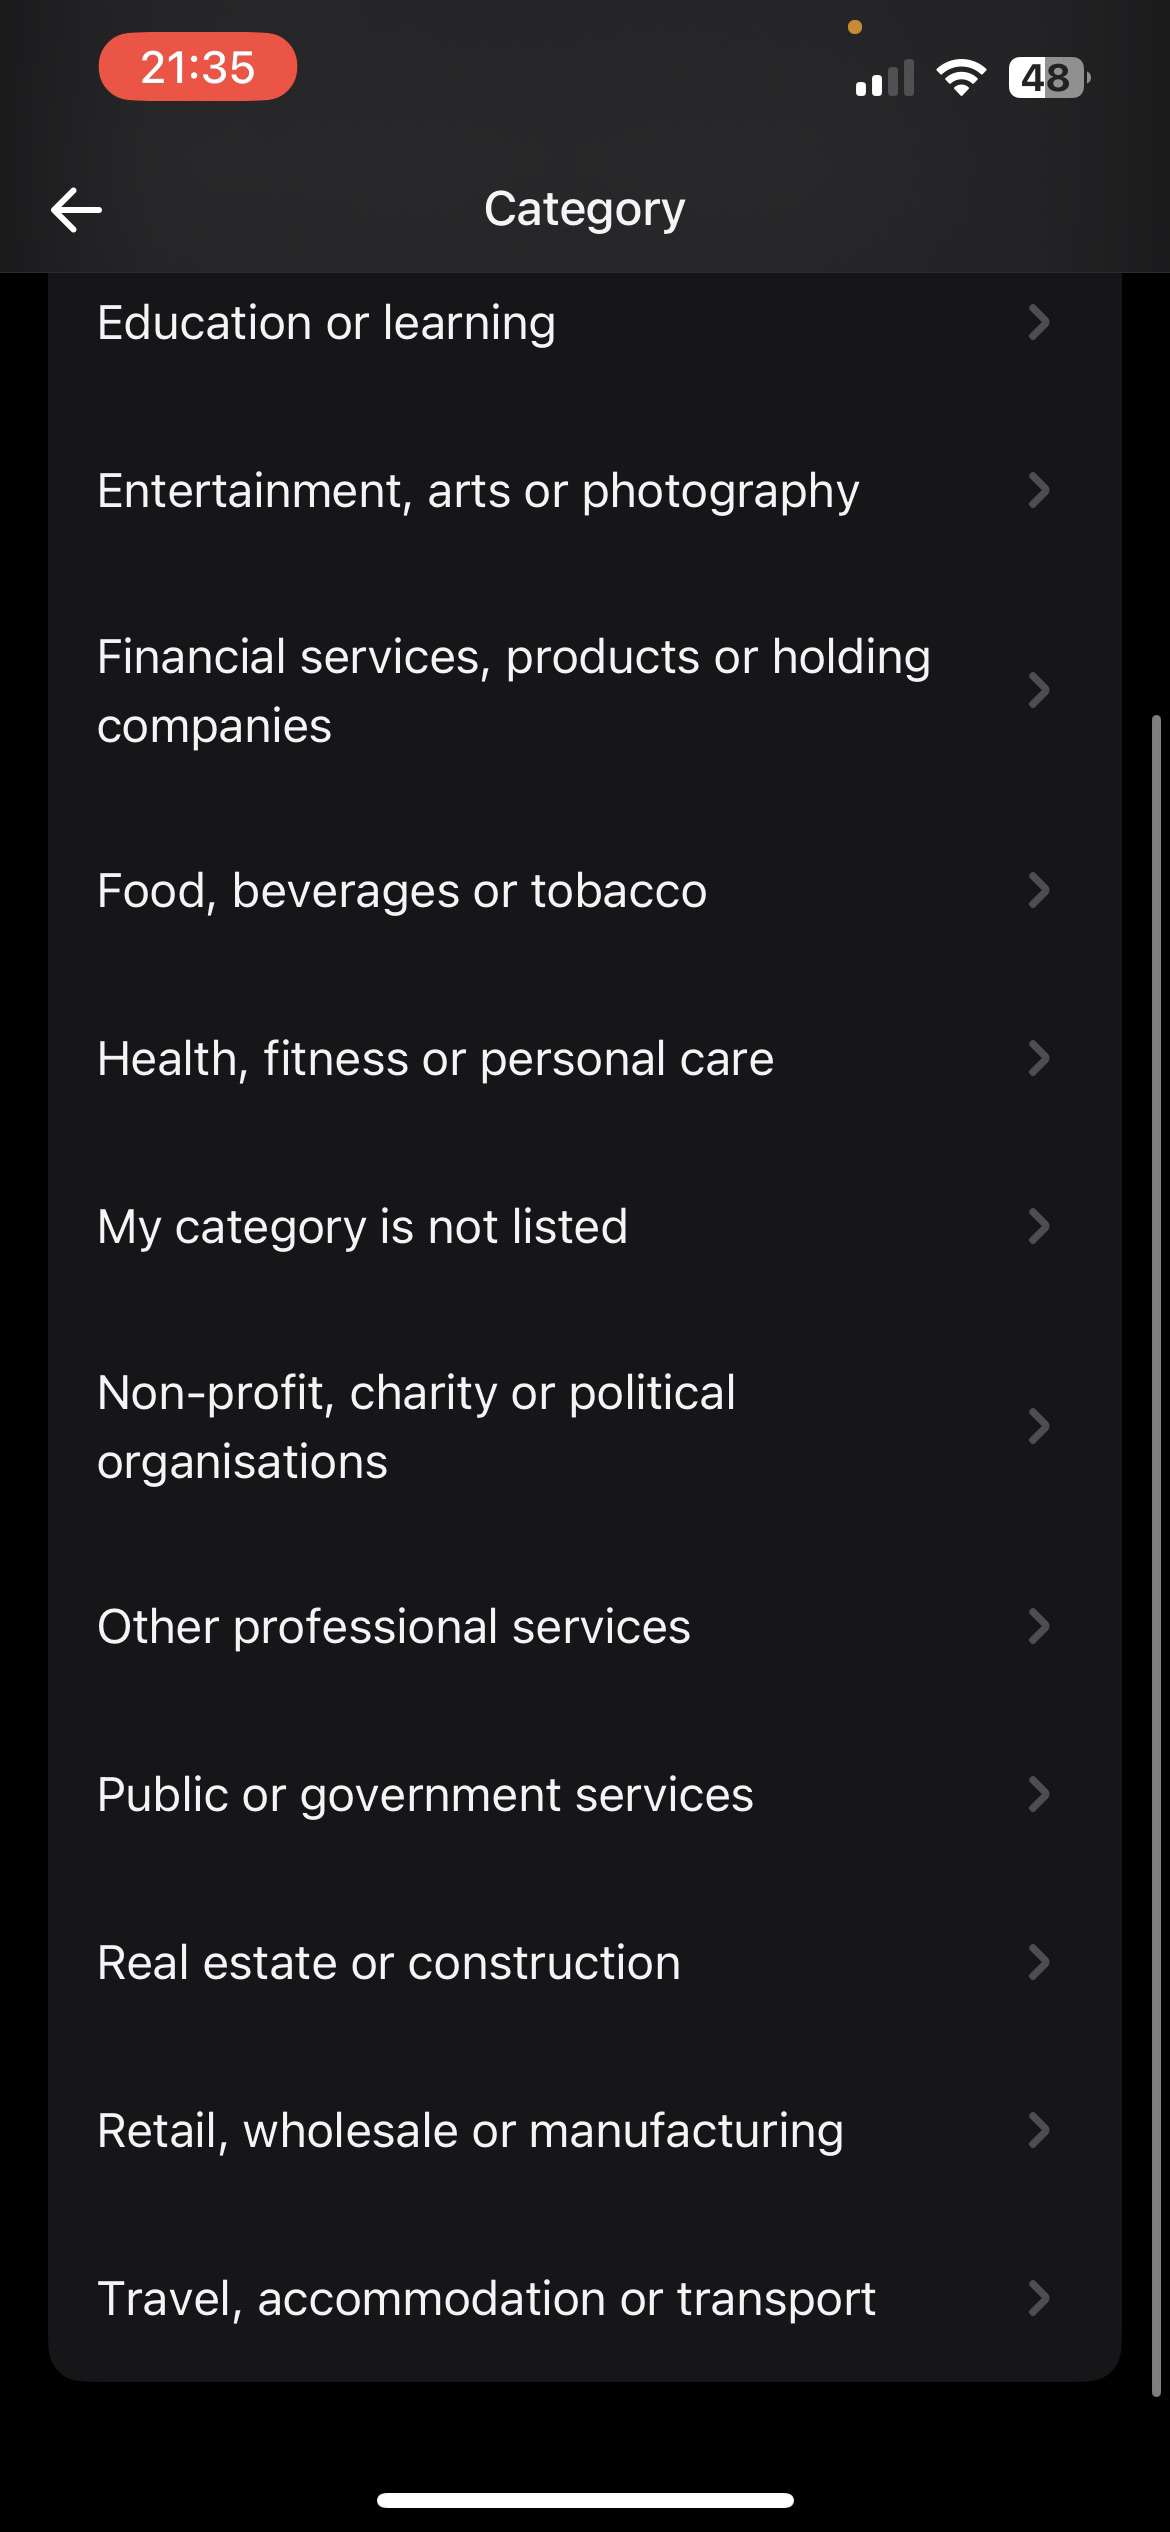 21:35
48
Category
Education or learning
Entertainment, arts or photography
Financial services, products or holding
companies
Food, beverages or tobacco
Health, fitness or personal care
My category is not listed
Non-profit, charity or political
organisations
Other professional services
Public or government services
Real estate or construction
Retail, wholesale or manufacturing
Travel, accommodation or transport